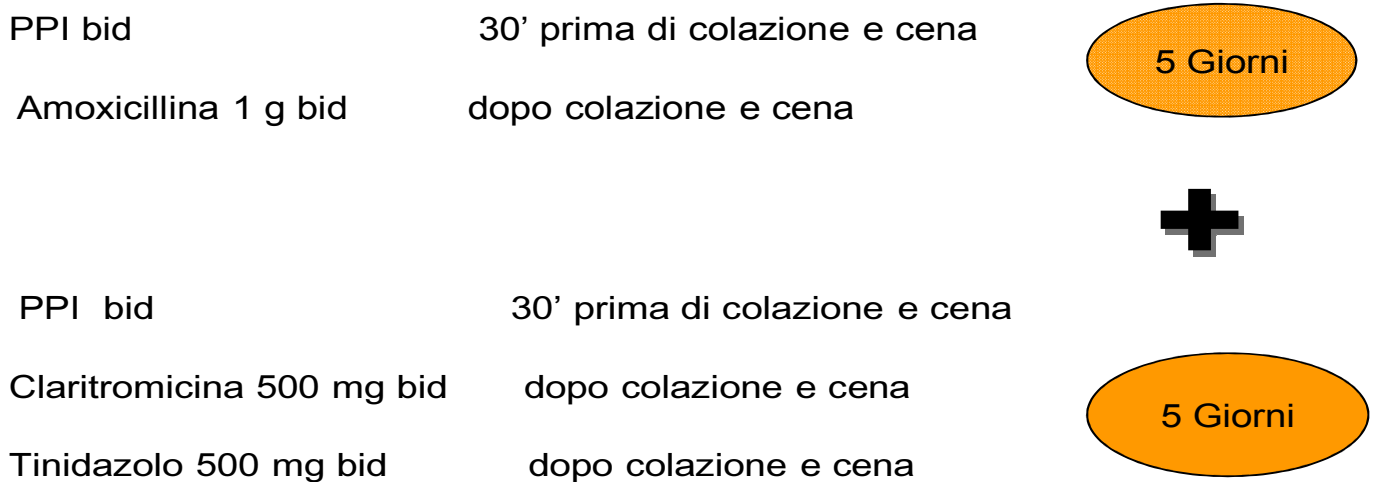 PPI bid 30’ prima di colazione e cena
5 Giorni
Amoxicillina 1 g bid dopo colazione e cena
PPI bid 30’ prima di colazione e cena
Claritromicina 500 mg bid dopo colazione e cena
5 Giorni
Tinidazolo 500 mg bid dopo colazione e cena